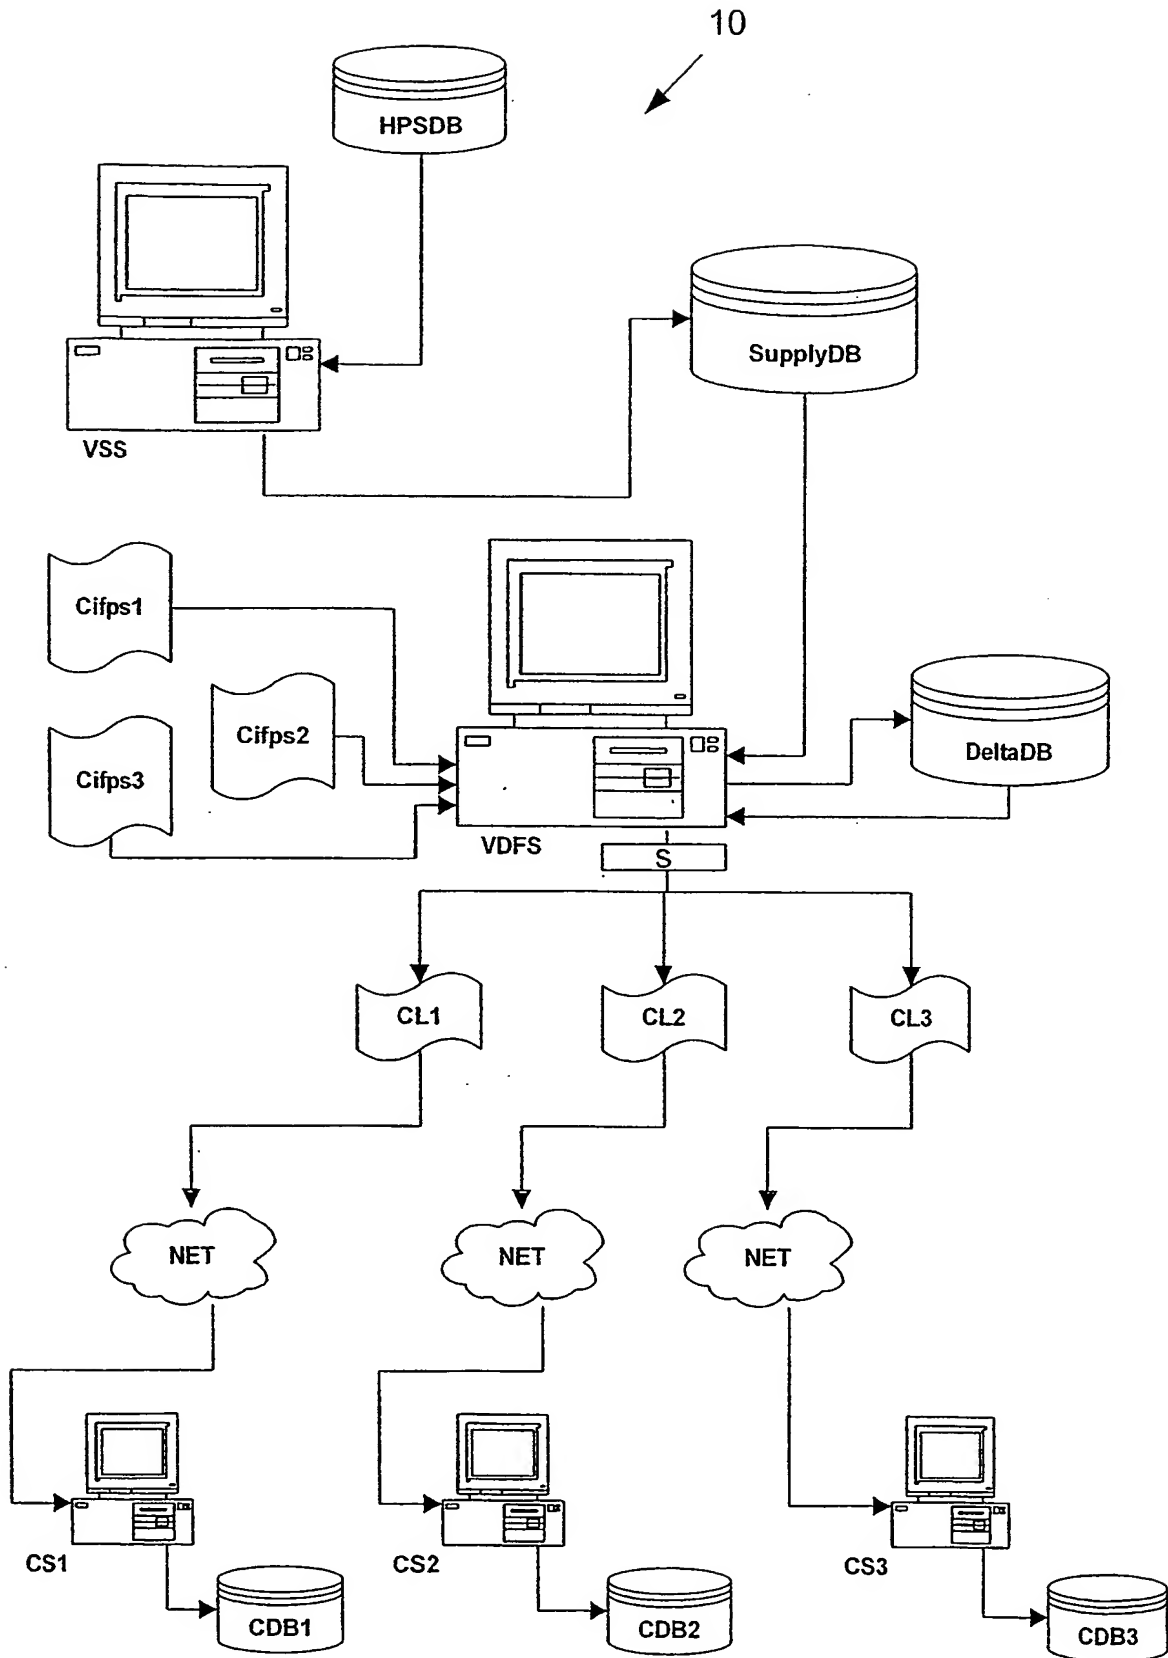 10
HPSDB
SupplyDB
VSS
Cifps1
Cifps2
Cifps3
DeltaDB
VDFS
S
CL1
CL2
CL3
NET
NET
NET
CS1
CS2
CS3
CDB1
CDB2
CDB3